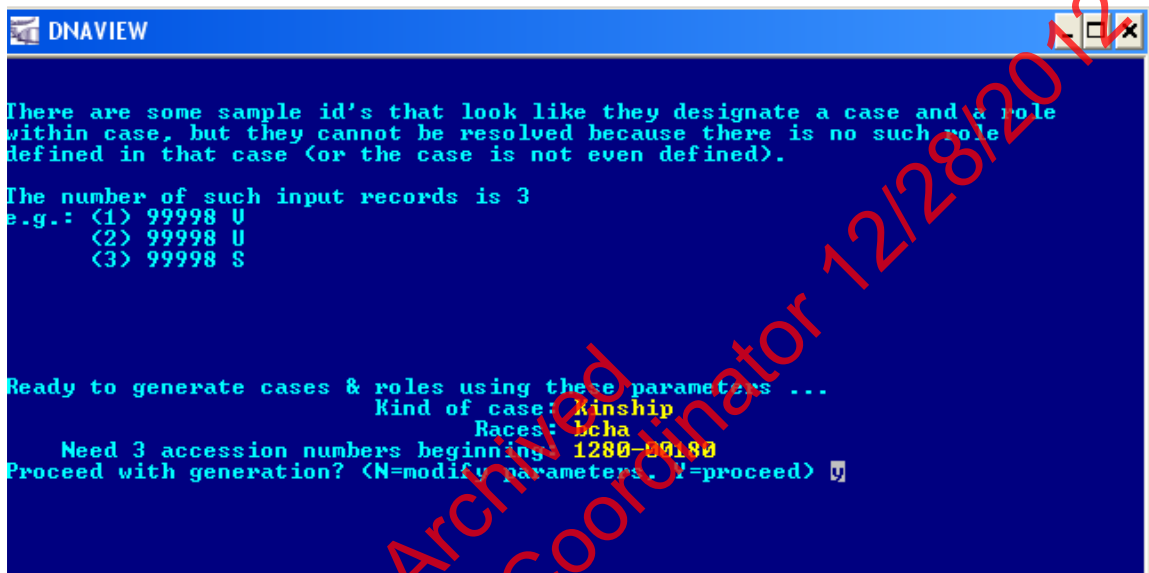 DNAVIEW
There are some sample id's that look like they designate a case and a role
within case, but they cannot be resolved because there is no such role
defined in that case (or the case is not even defined).
The number of such input records is 3
e.g.: (1) 99998 V
(2) 99998 U
(3) 99998 S
Ready to generate cases & roles using these parameters ...
Kind of case: Kinship
Races: bcha
Need 3 accession numbers beginning: 1280-00180
Proceed with generation? (N=modify parameters, Y=proceed) y
Archived
Coordinator 12/28/2012